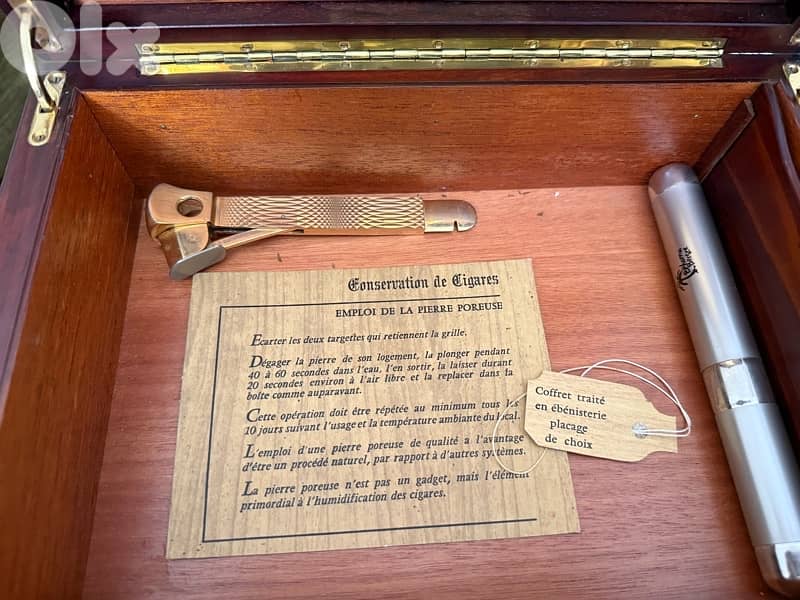 OLX
Conservation de Cigares
EMPLOI DE LA PIERRE POREUSE
Ecarter les deux targettes qui retiennent la grille.
Dégager la pierre de son logement, la plonger pendant
40 à 60 secondes dans l'eau, l'en sortir, la laisser durant
20 secondes environ à l'air libre et la replacer dans sa
boîte comme auparavant.
Cette opération doit être répétée au minimum tous les
10 jours suivant l'usage et la température ambiante du local.
L'emploi d'une pierre poreuse de qualité a l'avantage
d'être un procédé naturel, par rapport à d'autres systèmes.
La pierre poreuse n'est pas un gadget, mais l'élément
primordial à l'humidification des cigares.
Coffret traité
en ébénisterie
placage
de choix